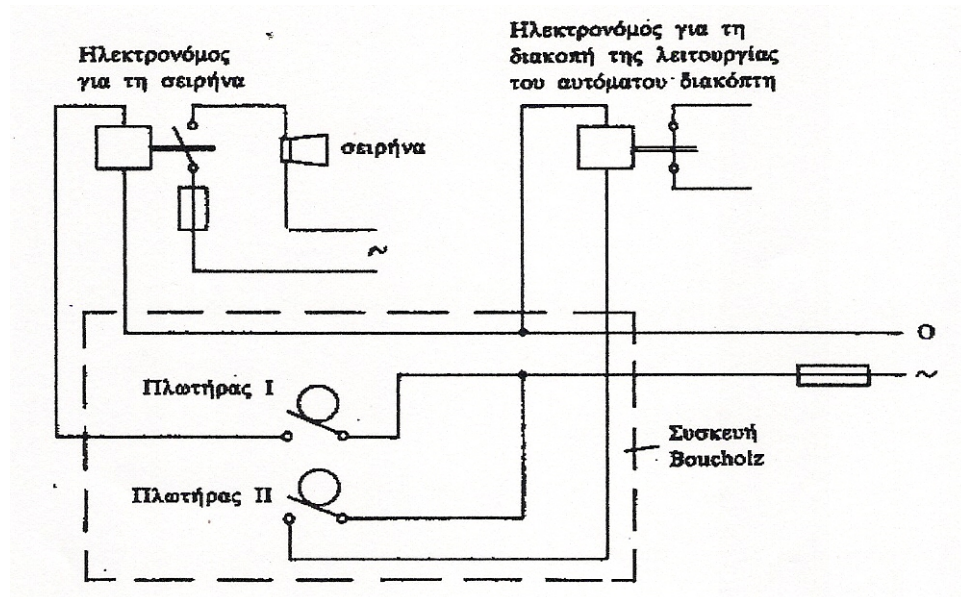 Ηλεκτρονόμος
για τη σειρήνα
Ηλεκτρονόμος για τη
διακοπή της λειτουργίας
του αυτόματου διακόπτη
σειρήνα
~
O
~
Πλωτήρας I
Πλωτήρας II
Συσκευή
Boucholz